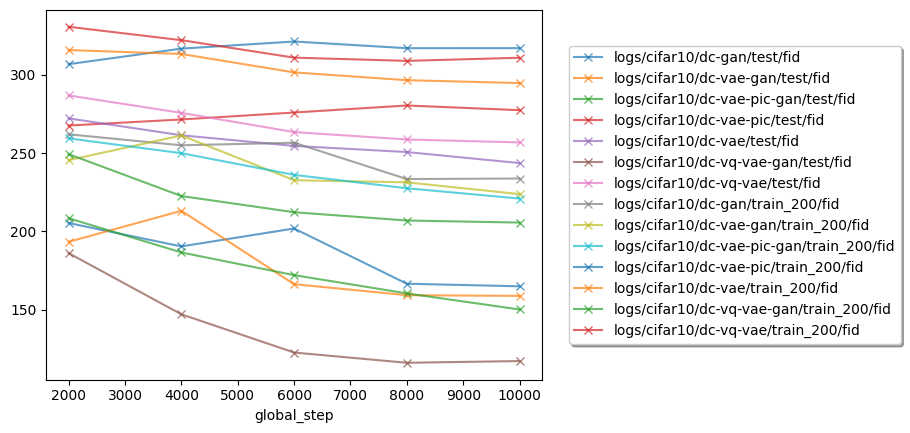 300
250
200
150
2000 3000 4000 5000 6000 7000 8000 9000 10000
global_step
logs/cifar10/dc-gan/test/fid
logs/cifar10/dc-vae-gan/test/fid
logs/cifar10/dc-vae-pic-gan/test/fid
logs/cifar10/dc-vae-pic/test/fid
logs/cifar10/dc-vae/test/fid
logs/cifar10/dc-vq-vae-gan/test/fid
logs/cifar10/dc-vq-vae/test/fid
logs/cifar10/dc-gan/train_200/fid
logs/cifar10/dc-vae-gan/train_200/fid
logs/cifar10/dc-vae-pic-gan/train_200/fid
logs/cifar10/dc-vae-pic/train_200/fid
logs/cifar10/dc-vae/train_200/fid
logs/cifar10/dc-vq-vae-gan/train_200/fid
logs/cifar10/dc-vq-vae/train_200/fid